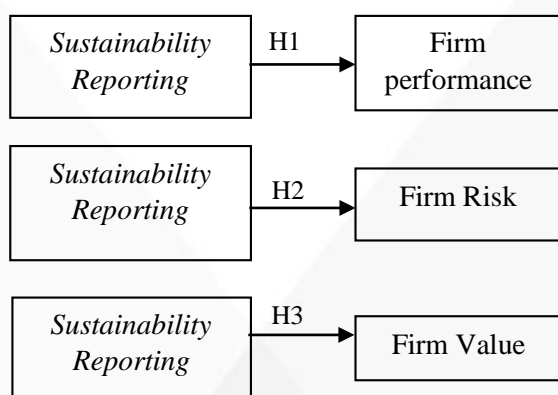 Sustainability
Reporting
H1
Firm
performance
Sustainability
Reporting
H2
Firm Risk
Sustainability
Reporting
H3
Firm Value